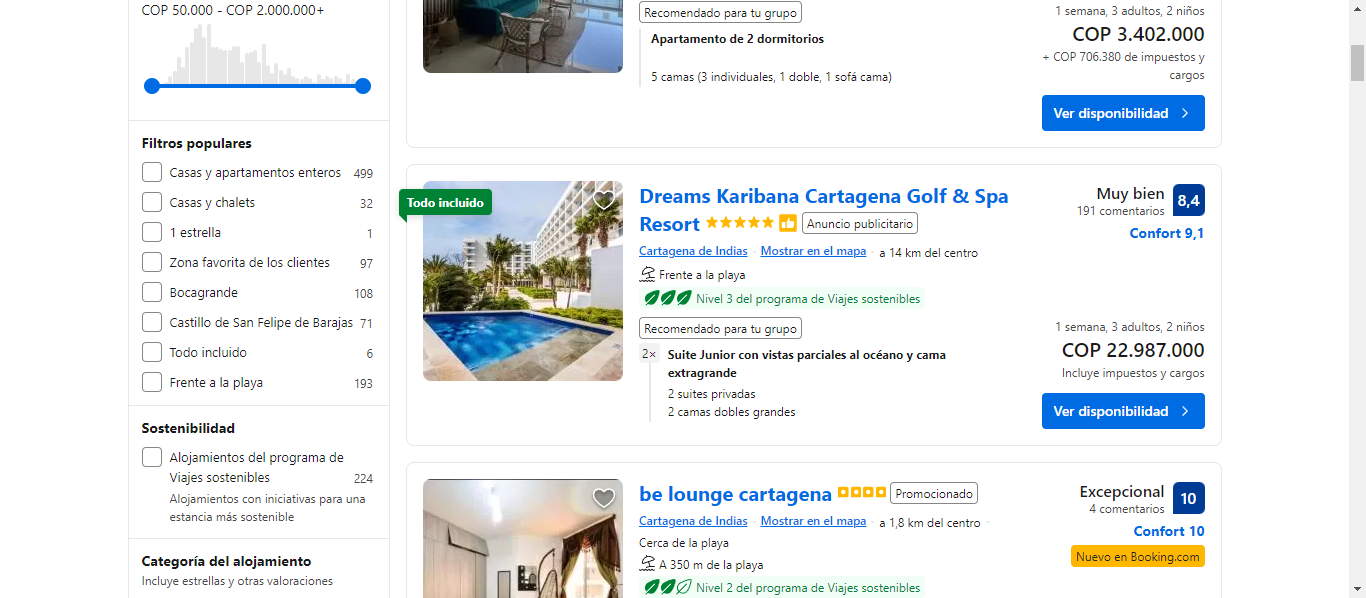 COP 50.000 - COP 2.000.000+
Filtros populares
Casas y apartamentos enteros 499
Casas y chalets 32
1 estrella 1
Zona favorita de los clientes 97
Bocagrande 108
Castillo de San Felipe de Barajas 71
Todo incluido 6
Frente a la playa 193
Sostenibilidad
Alojamientos del programa de
Viajes sostenibles 224
Alojamientos con iniciativas para una
estancia más sostenible
Categoría del alojamiento
Incluye estrellas y otras valoraciones
Recomendado para tu grupo
Apartamento de 2 dormitorios
5 camas (3 individuales, 1 doble, 1 sofá cama)
1 semana, 3 adultos, 2 niños
COP 3.402.000
+ COP 706.380 de impuestos y
cargos
Ver disponibilidad
Todo incluido
Dreams Karibana Cartagena Golf & Spa
Resort Anuncio publicitario
Cartagena de Indias · Mostrar en el mapa · a 14 km del centro
Frente a la playa
Nivel 3 del programa de Viajes sostenibles
Recomendado para tu grupo
2× Suite Junior con vistas parciales al océano y cama
extragrande
2 suites privadas
2 camas dobles grandes
Muy bien 8,4
191 comentarios
Confort 9,1
1 semana, 3 adultos, 2 niños
COP 22.987.000
Incluye impuestos y cargos
Ver disponibilidad
be lounge cartagena Promocionado
Cartagena de Indias · Mostrar en el mapa · a 1,8 km del centro ·
Cerca de la playa
A 350 m de la playa
Nivel 2 del programa de Viajes sostenibles
Excepcional 10
4 comentarios
Confort 10
Nuevo en Booking.com